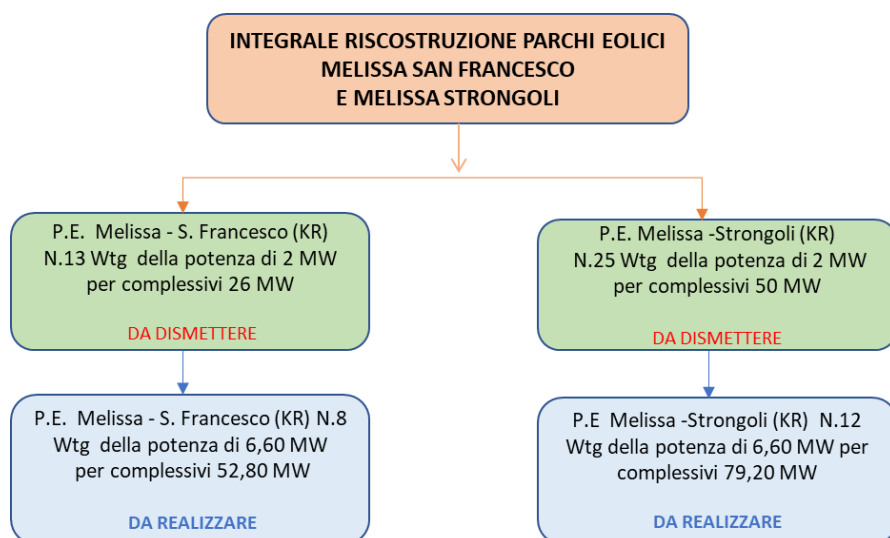 INTEGRALE RISCOSTRUZIONE PARCHI EOLICI
MELISSA SAN FRANCESCO
E MELISSA STRONGOLI
P.E. Melissa - S. Francesco (KR)
N.13 Wtg della potenza di 2 MW
per complessivi 26 MW
DA DISMETTERE
P.E. Melissa -Strongoli (KR)
N.25 Wtg della potenza di 2 MW
per complessivi 50 MW
DA DISMETTERE
P.E. Melissa - S. Francesco (KR) N.8
Wtg della potenza di 6,60 MW
per complessivi 52,80 MW
DA REALIZZARE
P.E Melissa -Strongoli (KR) N.12
Wtg della potenza di 6,60 MW per
complessivi 79,20 MW
DA REALIZZARE